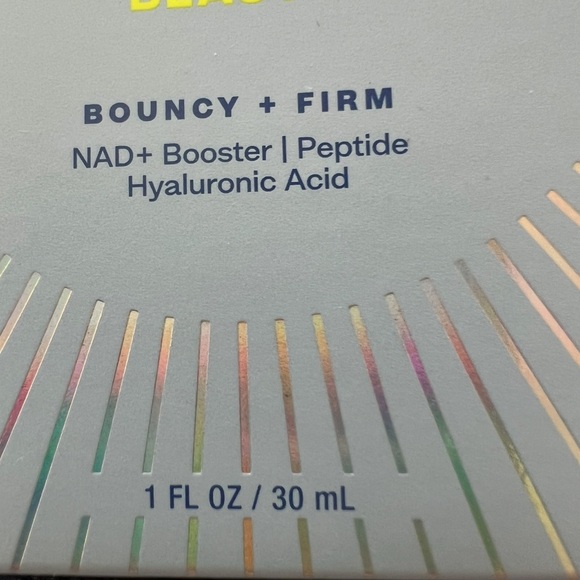 BOUNCY + FIRM
NAD+ Booster | Peptide
Hyaluronic Acid
1 FL OZ / 30 mL